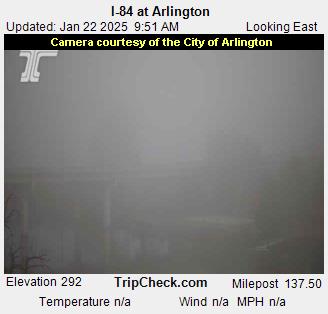 I-84 at Arlington
Updated: Jan 22 2025 9:51 AM Looking East
Camera courtesy of the City of Arlington
Elevation 292 TripCheck.com Milepost 137.50
Temperature n/a Wind n/a MPH n/a